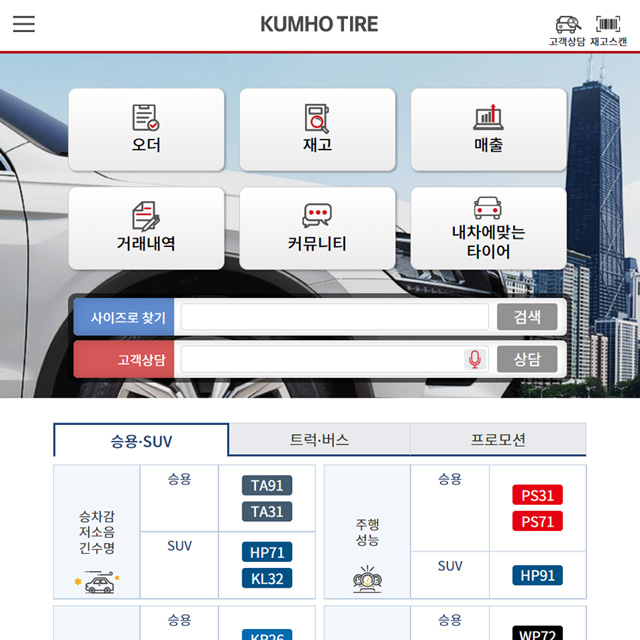 KUMHO TIRE
고객상담 재고스캔
오더 재고 매출
거래내역 커뮤니티 내차에맞는
타이어
사이즈로 찾기 검색
고객상담 상담
승용·SUV 트럭·버스 프로모션
승용 TA91
TA31
승차감
저소음
긴수명
SUV HP71
KL32
승용 PS31
PS71
주행
성능
SUV HP91
승용 KP26 승용 WP72